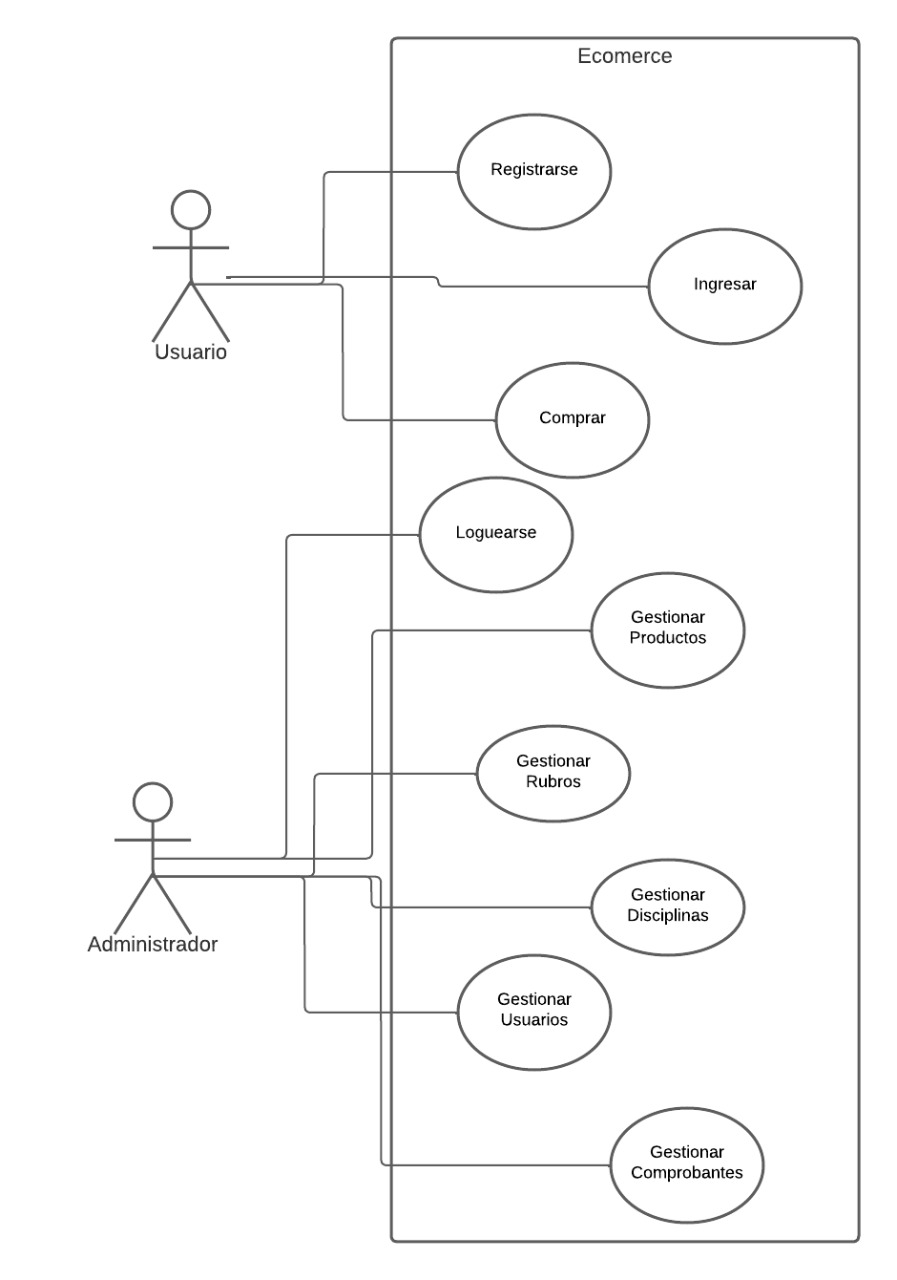 Ecomerce
Registrarse
Ingresar
Usuario
Comprar
Loguearse
Gestionar
Productos
Gestionar
Rubros
Gestionar
Disciplinas
Administrador
Gestionar
Usuarios
Gestionar
Comprobantes